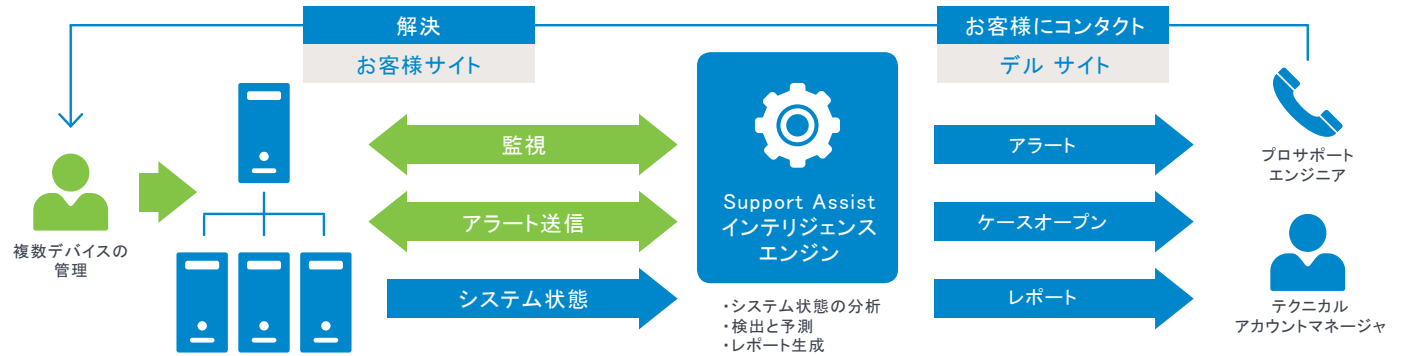 解決
お客様サイト
お客様にコンタクト
デル サイト
複数デバイスの
管理
監視
アラート送信
システム状態
Support Assist
インテリジェンス
エンジン
・システム状態の分析
・検出と予測
・レポート生成
アラート
ケースオープン
レポート
プロサポート
エンジニア
テクニカル
アカウントマネージャ